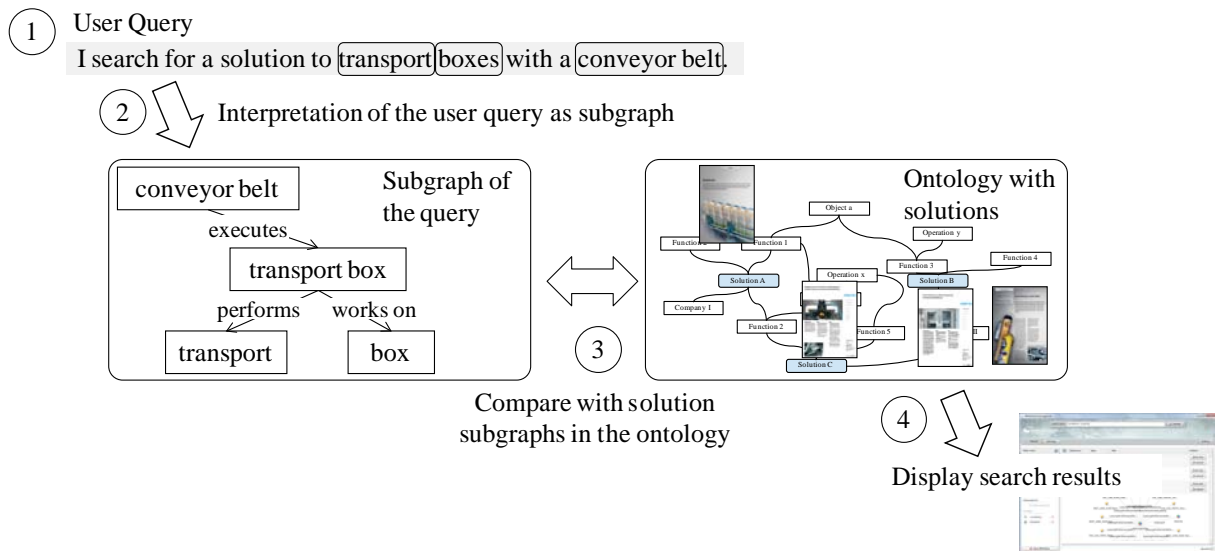 1
User Query
I search for a solution to transport boxes with a conveyor belt.
2
Interpretation of the user query as subgraph
conveyor belt
Subgraph of
the query
executes
transport box
performs
works on
transport
box
3
Compare with solution
subgraphs in the ontology
Ontology with
solutions
Object a
Operation y
Function 1
Function 3
Function 4
Solution A
Operation x
Solution B
Company 1
Function 2
Function 5
Solution C
4
Display search results